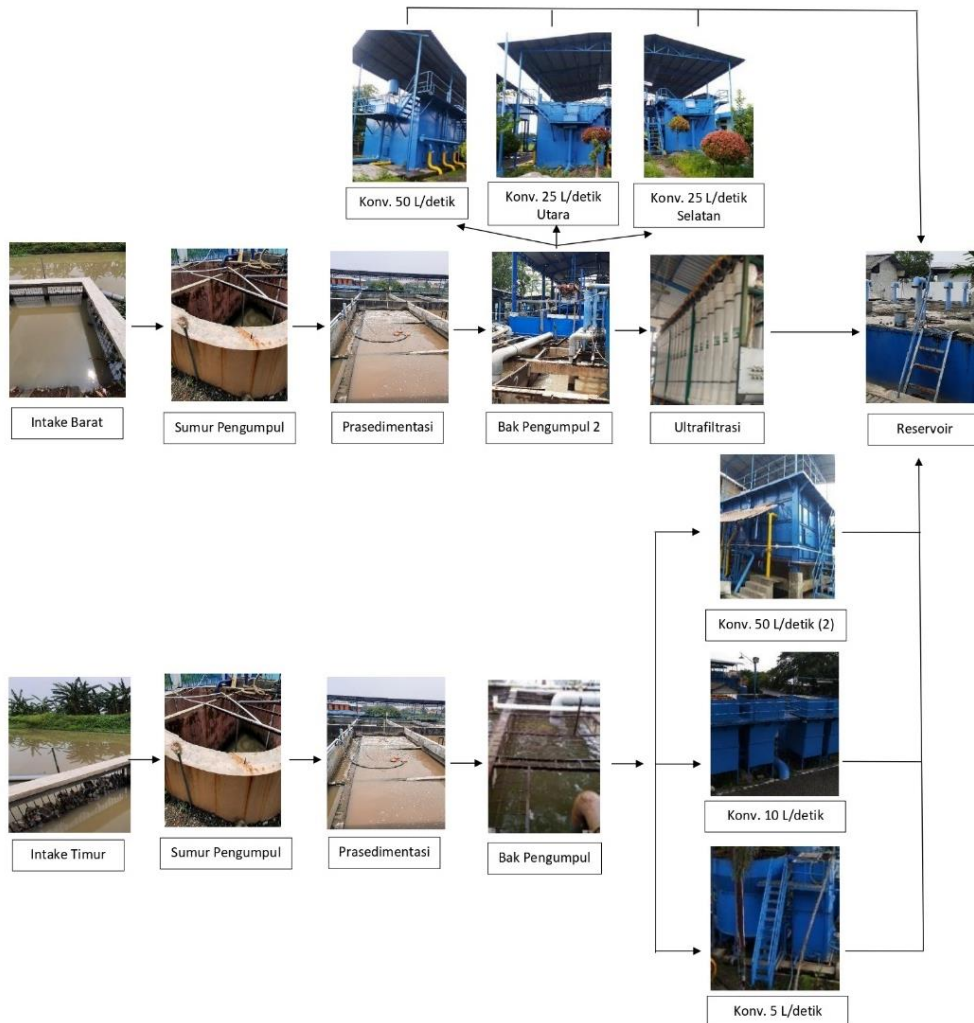 Konv. 50 L/detik
Konv. 25 L/detik
Utara
Konv. 25 L/detik
Selatan
Intake Barat
Sumur Pengumpul
Prasedimentasi
Bak Pengumpul 2
Ultrafiltrasi
Reservoir
Konv. 50 L/detik (2)
Intake Timur
Sumur Pengumpul
Prasedimentasi
Bak Pengumpul
Konv. 10 L/detik
Konv. 5 L/detik